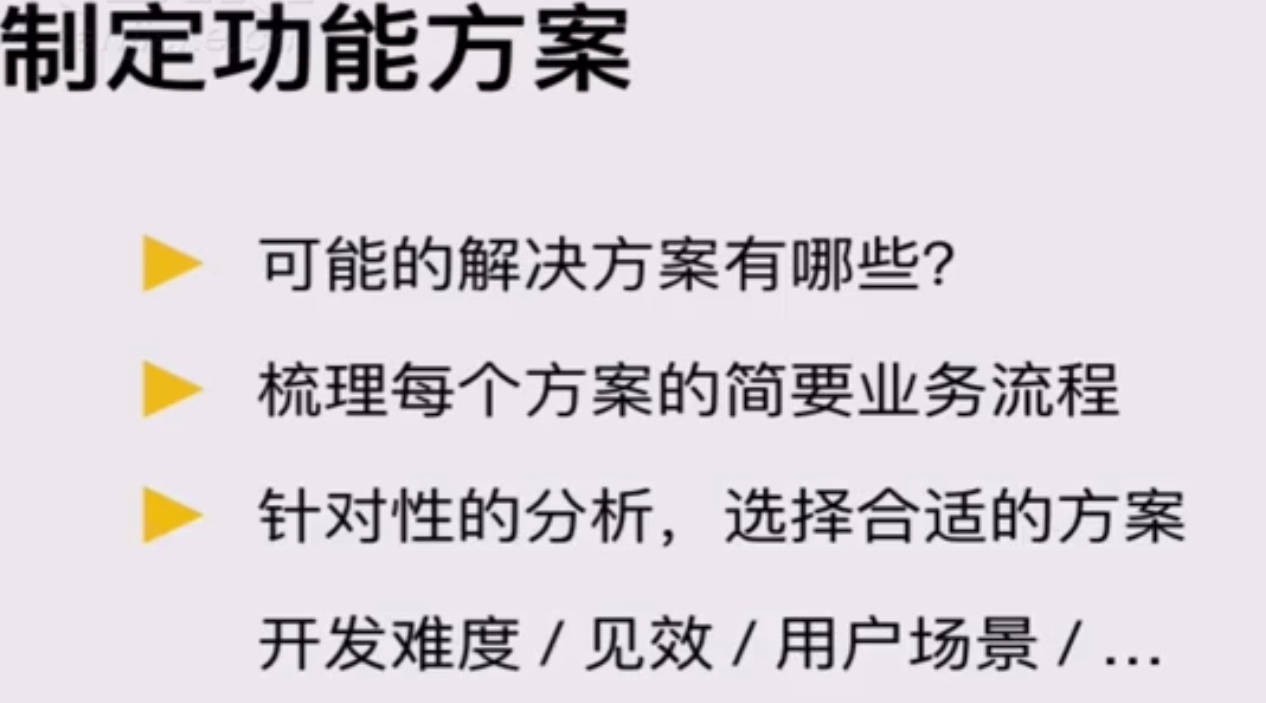 制定功能方案
可能的解决方案有哪些?
梳理每个方案的简要业务流程
针对性的分析，选择合适的方案
开发难度 / 见效 / 用户场景 / ...